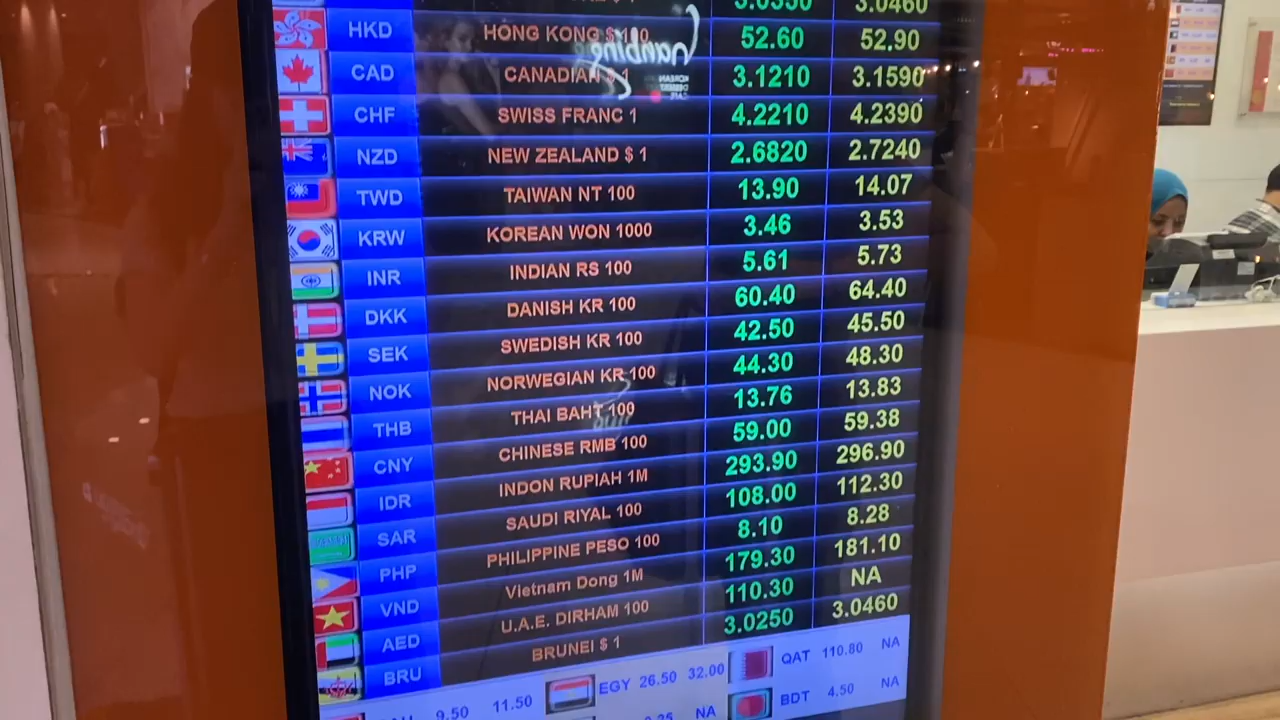 3.0350 3.0460
HKD HONG KONG $ 100 52.60 52.90
CAD CANADIAN $ 1 3.1210 3.1590
CHF SWISS FRANC 1 4.2210 4.2390
NZD NEW ZEALAND $ 1 2.6820 2.7240
TWD TAIWAN NT 100 13.90 14.07
KRW KOREAN WON 1000 3.46 3.53
INR INDIAN RS 100 5.61 5.73
DKK DANISH KR 100 60.40 64.40
SEK SWEDISH KR 100 42.50 45.50
NOK NORWEGIAN KR 100 44.30 48.30
THB THAI BAHT 100 13.76 13.83
CNY CHINESE RMB 100 59.00 59.38
IDR INDON RUPIAH 1M 293.90 296.90
SAR SAUDI RIYAL 100 108.00 112.30
PHP PHILIPPINE PESO 100 8.10 8.28
VND Vietnam Dong 1M 179.30 181.10
AED U.A.E. DIRHAM 100 110.30 NA
BRU BRUNEI $ 1 3.0250 3.0460
9.50 11.50 EGY 26.50 32.00 QAT 110.80 NA
NA BDT 4.50 NA